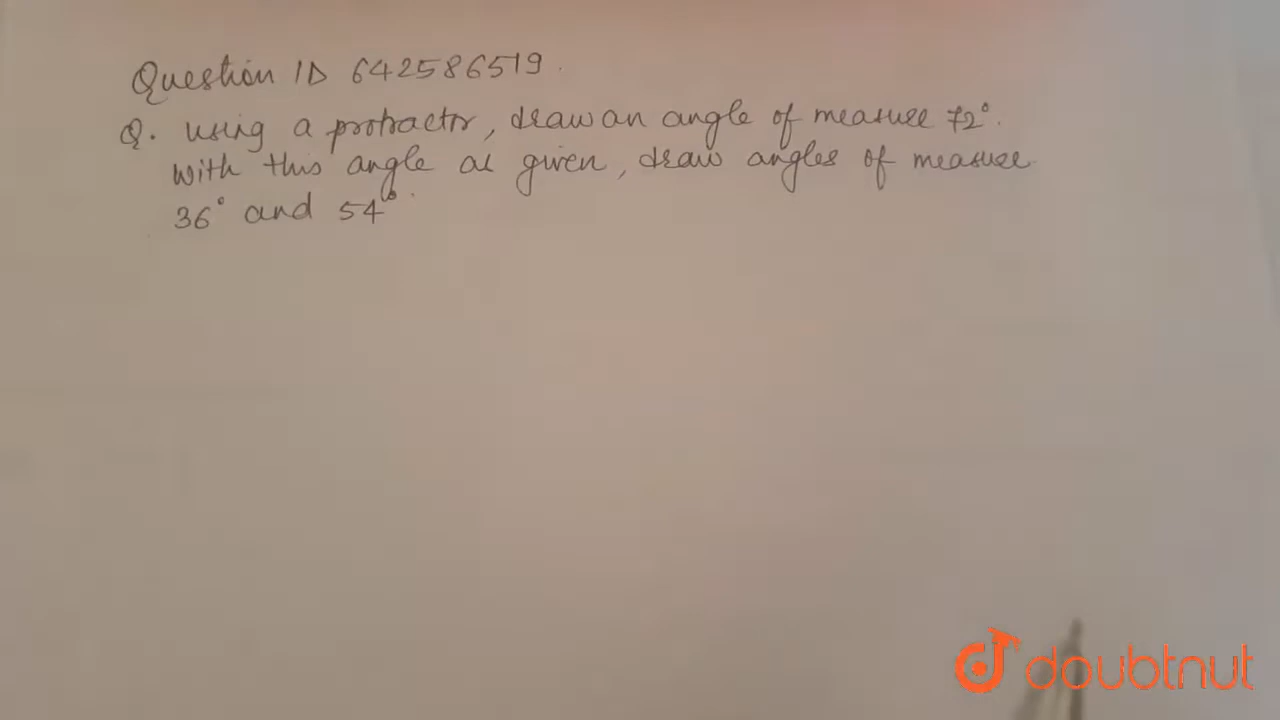 Question ID 642586519.
Q. using a protractor, draw an angle of measure 72°.
With this angle as given, draw angles of measure
36° and 54°.
doubtnut